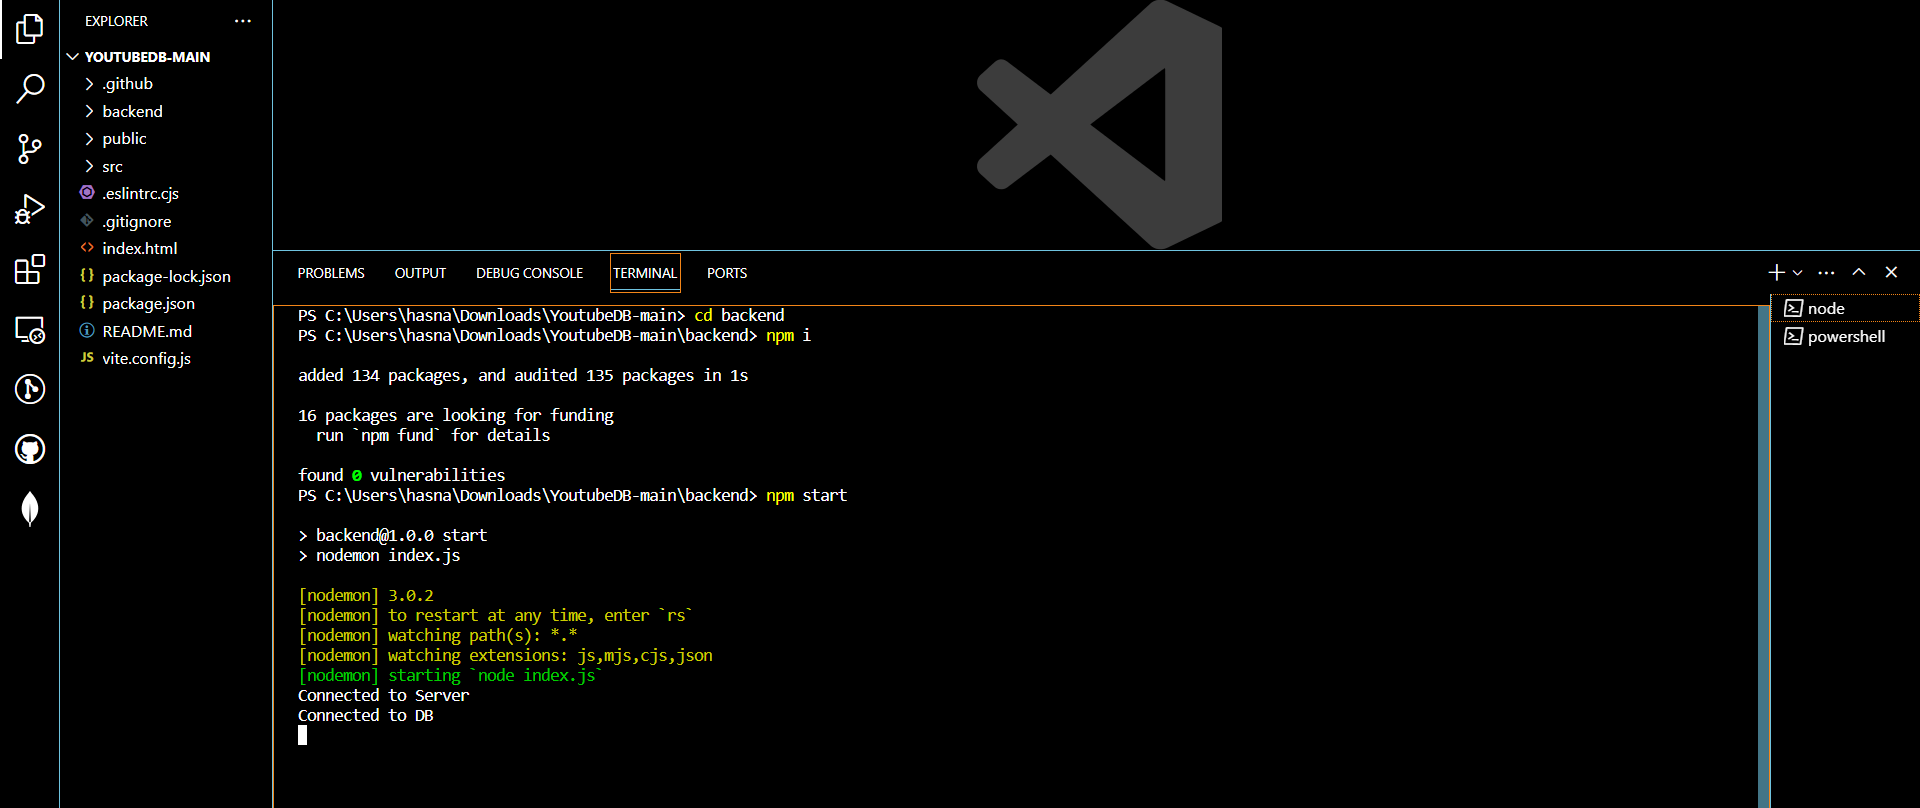 EXPLORER
YOUTUBEDB-MAIN
.github
backend
public
src
.eslintrc.cjs
.gitignore
index.html
package-lock.json
package.json
README.md
JS vite.config.js
PROBLEMS OUTPUT DEBUG CONSOLE TERMINAL PORTS
PS C:\Users\hasna\Downloads\YoutubeDB-main> cd backend
PS C:\Users\hasna\Downloads\YoutubeDB-main\backend> npm i
added 134 packages, and audited 135 packages in 1s
16 packages are looking for funding
run `npm fund` for details
found 0 vulnerabilities
PS C:\Users\hasna\Downloads\YoutubeDB-main\backend> npm start
> backend@1.0.0 start
> nodemon index.js
[nodemon] 3.0.2
[nodemon] to restart at any time, enter `rs`
[nodemon] watching path(s): *.*
[nodemon] watching extensions: js,mjs,cjs,json
[nodemon] starting `node index.js`
Connected to Server
Connected to DB
node
powershell